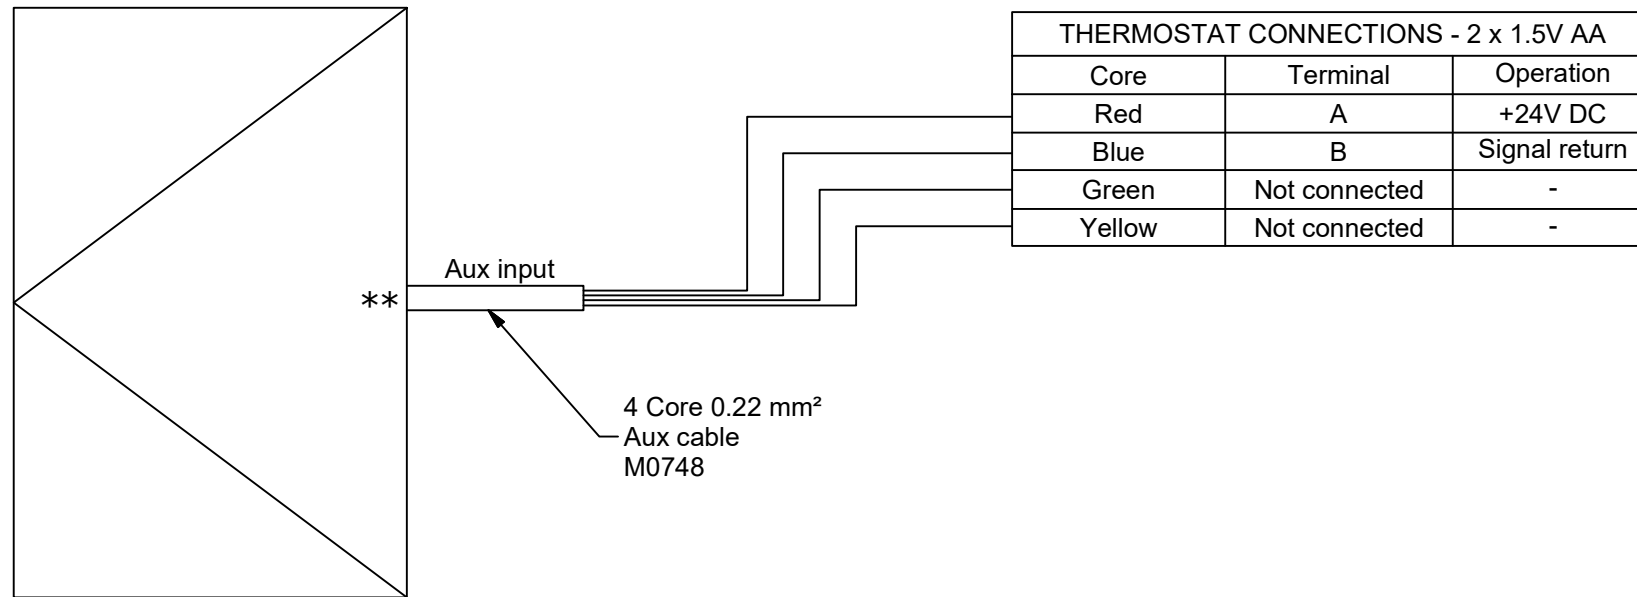 THERMOSTAT CONNECTIONS - 2 x 1.5V AA
Core Terminal Operation
Red A +24V DC
Blue B Signal return
Green Not connected -
Yellow Not connected -
Aux input
**
4 Core 0.22 mm²
Aux cable
M0748